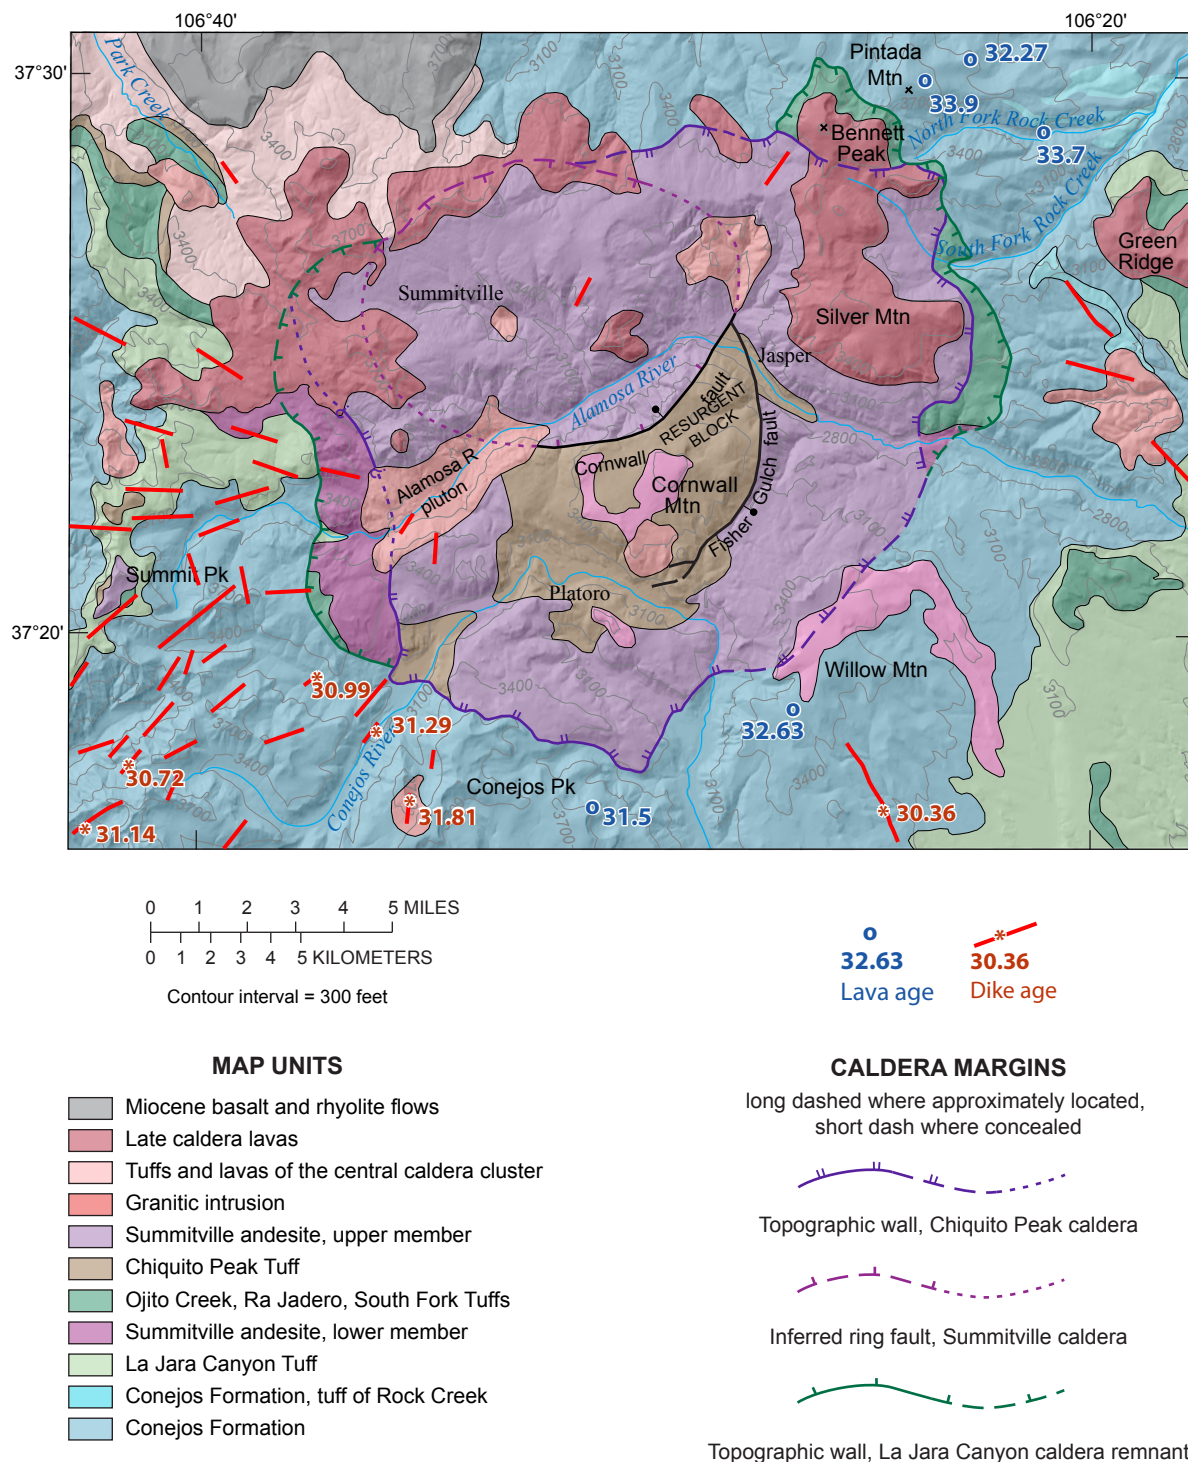 106°40'
106°20'
37°30'
37°20'
Park Creek
3100
3700
3400
Pintada
Mtn
32.27
33.9
North Fork Rock Creek
33.7
Bennett
Peak
South Fork Rock Creek
2800
Green
Ridge
Summitville
Silver Mtn
Jasper
Alamosa River
fault
RESURGENT
BLOCK
Cornwall
Cornwall
Mtn
Fisher Gulch fault
Alamosa R
pluton
Summit Pk
Platoro
Willow Mtn
30.99
31.29
32.63
30.72
Conejos River
Conejos Pk
31.81
31.5
31.14
30.36
0 1 2 3 4 5 MILES
0 1 2 3 4 5 KILOMETERS
Contour interval = 300 feet
32.63
Lava age
30.36
Dike age
MAP UNITS
Miocene basalt and rhyolite flows
Late caldera lavas
Tuffs and lavas of the central caldera cluster
Granitic intrusion
Summitville andesite, upper member
Chiquito Peak Tuff
Ojito Creek, Ra Jadero, South Fork Tuffs
Summitville andesite, lower member
La Jara Canyon Tuff
Conejos Formation, tuff of Rock Creek
Conejos Formation
CALDERA MARGINS
long dashed where approximately located,
short dash where concealed
Topographic wall, Chiquito Peak caldera
Inferred ring fault, Summitville caldera
Topographic wall, La Jara Canyon caldera remnant